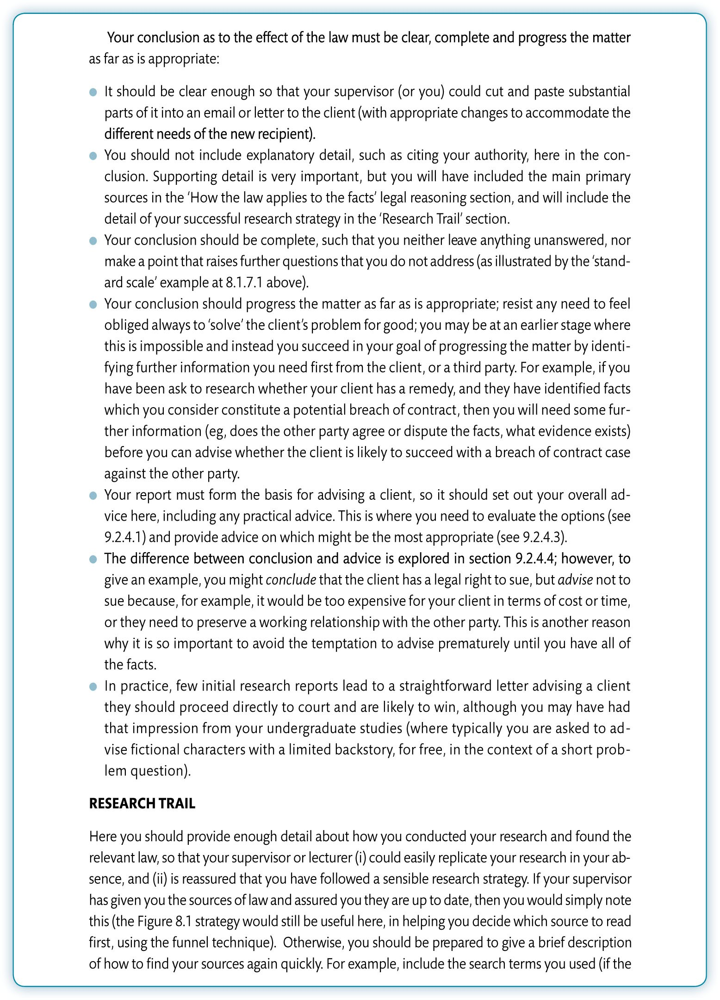 Your conclusion as to the effect of the law must be clear, complete and progress the matter
as far as is appropriate:
● It should be clear enough so that your supervisor (or you) could cut and paste substantial
parts of it into an email or letter to the client (with appropriate changes to accommodate the
different needs of the new recipient).
● You should not include explanatory detail, such as citing your authority, here in the con-
clusion. Supporting detail is very important, but you will have included the main primary
sources in the ‘How the law applies to the facts’ legal reasoning section, and will include the
detail of your successful research strategy in the ‘Research Trail’ section.
● Your conclusion should be complete, such that you neither leave anything unanswered, nor
make a point that raises further questions that you do not address (as illustrated by the ‘stand-
ard scale’ example at 8.1.7.1 above).
● Your conclusion should progress the matter as far as is appropriate; resist any need to feel
obliged always to ‘solve’ the client’s problem for good; you may be at an earlier stage where
this is impossible and instead you succeed in your goal of progressing the matter by identi-
fying further information you need first from the client, or a third party. For example, if you
have been ask to research whether your client has a remedy, and they have identified facts
which you consider constitute a potential breach of contract, then you will need some fur-
ther information (eg, does the other party agree or dispute the facts, what evidence exists)
before you can advise whether the client is likely to succeed with a breach of contract case
against the other party.
● Your report must form the basis for advising a client, so it should set out your overall ad-
vice here, including any practical advice. This is where you need to evaluate the options (see
9.2.4.1) and provide advice on which might be the most appropriate (see 9.2.4.3).
● The difference between conclusion and advice is explored in section 9.2.4.4; however, to
give an example, you might conclude that the client has a legal right to sue, but advise not to
sue because, for example, it would be too expensive for your client in terms of cost or time,
or they need to preserve a working relationship with the other party. This is another reason
why it is so important to avoid the temptation to advise prematurely until you have all of
the facts.
● In practice, few initial research reports lead to a straightforward letter advising a client
they should proceed directly to court and are likely to win, although you may have had
that impression from your undergraduate studies (where typically you are asked to ad-
vise fictional characters with a limited backstory, for free, in the context of a short prob-
lem question).
RESEARCH TRAIL
Here you should provide enough detail about how you conducted your research and found the
relevant law, so that your supervisor or lecturer (i) could easily replicate your research in your ab-
sence, and (ii) is reassured that you have followed a sensible research strategy. If your supervisor
has given you the sources of law and assured you they are up to date, then you would simply note
this (the Figure 8.1 strategy would still be useful here, in helping you decide which source to read
first, using the funnel technique). Otherwise, you should be prepared to give a brief description
of how to find your sources again quickly. For example, include the search terms you used (if the